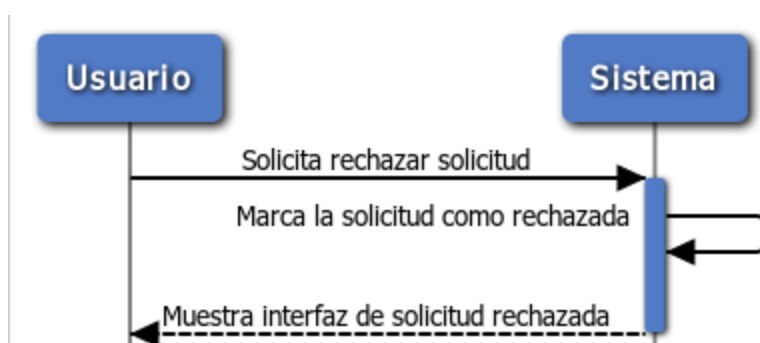 Usuario
Sistema
Solicita rechazar solicitud
Marca la solicitud como rechazada
Muestra interfaz de solicitud rechazada